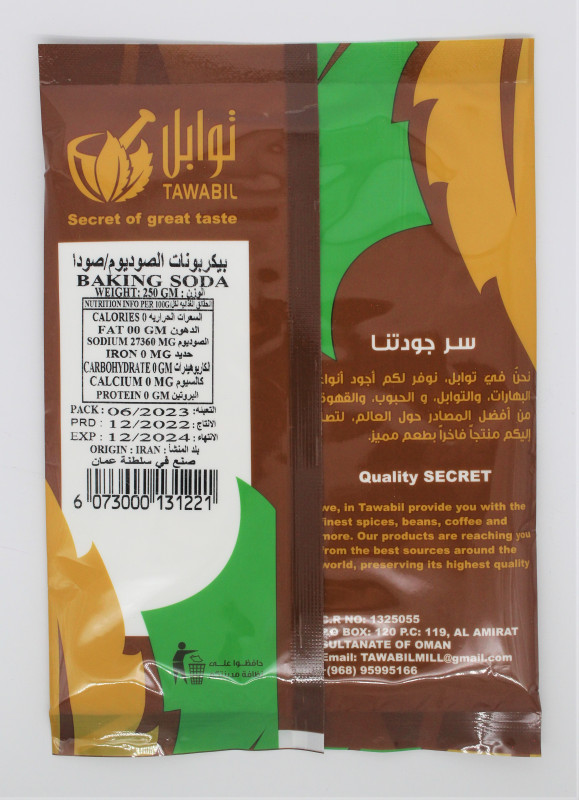 توابل
TAWABIL
Secret of great taste
بيكربونات الصوديوم/صودا
BAKING SODA
WEIGHT: 250 GM : الوزن
NUTRITION INFO PER 100G
CALORIES 0 السعرات الحراريه
FAT 00 GM الدهون
SODIUM 27360 MG الصوديوم
IRON 0 MG حديد
CARBOHYDRATE 0 GM الكاربوهيدرات
CALCIUM 0 MG كالسيوم
PROTEIN 0 GM البروتين
PACK: 06/2023 التعبئة:
PRD : 12/2022 الانتاج:
EXP : 12/2024 الانتهاء:
ORIGIN : IRAN : بلد المنشأ
صنع في سلطنة عمان
6 073000 131221
حافظوا على
سر جودتنا
نحنُ في توابل، نوفر لكم أجود أنواع
البهارات، والتوابل، و الحبوب، والقهوة
من أفضل المصادر حول العالم، لتصل
إليكم منتجاً فاخراً بطعم مميز.
Quality SECRET
we, in Tawabil provide you with the
finest spices, beans, coffee and
more. Our products are reaching you
from the best sources around the
world, preserving its highest quality
C.R NO: 1325055
P.O BOX: 120 P.C: 119, AL AMIRAT
SULTANATE OF OMAN
Email: TAWABILMILL@gmail.com
(968) 95995166